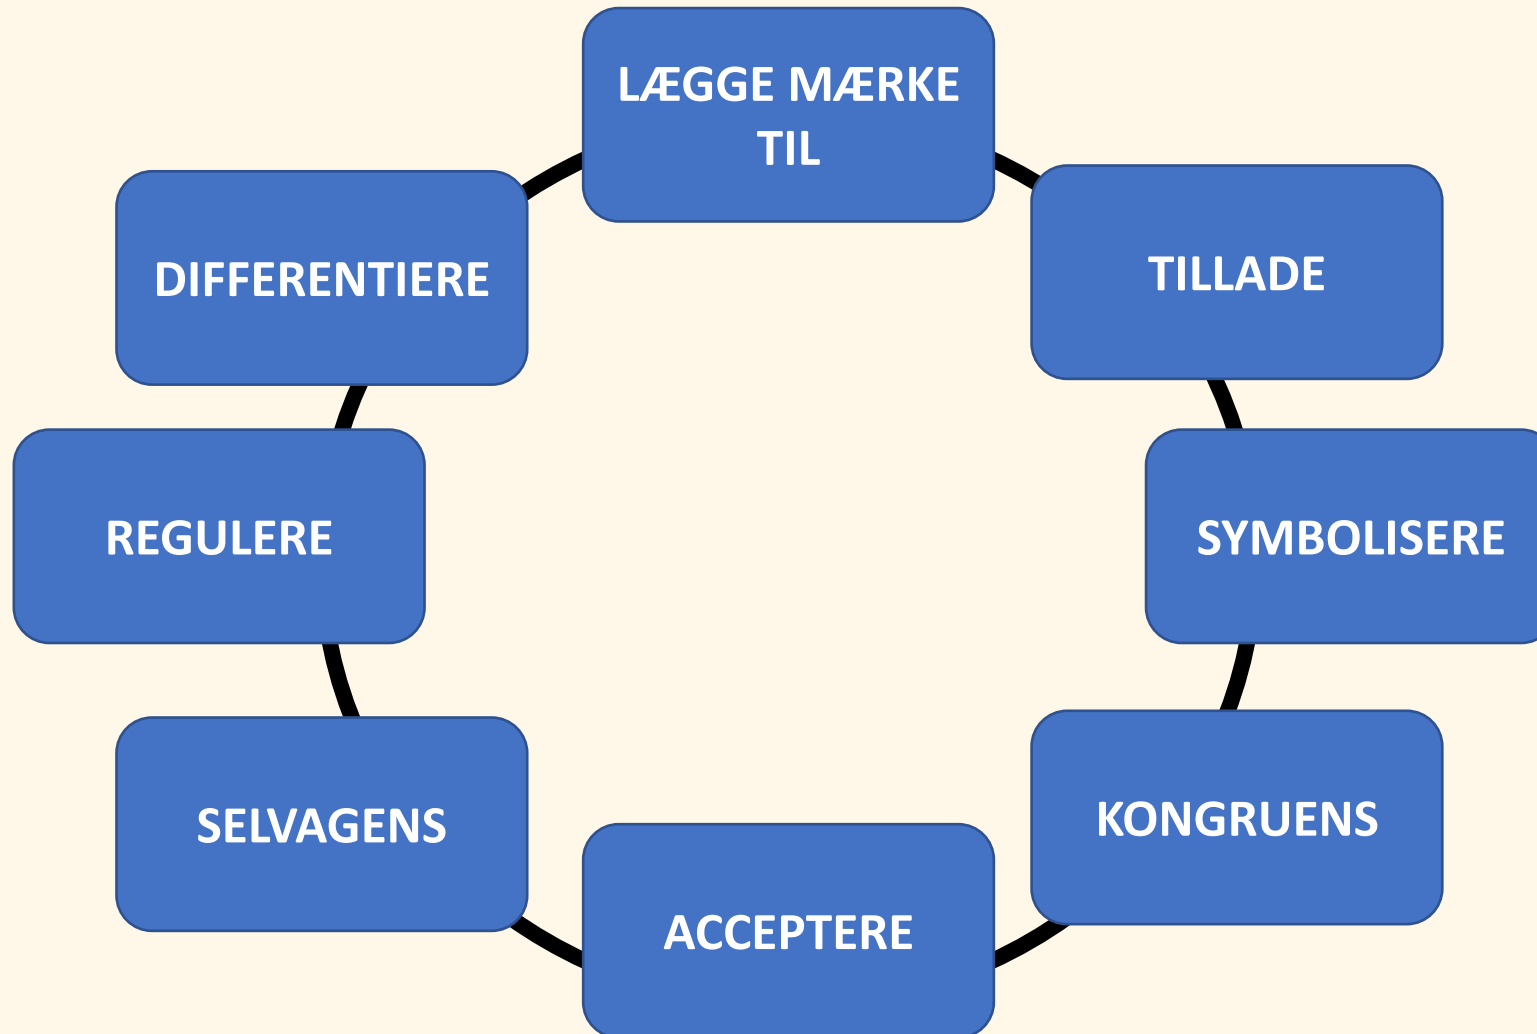 LÆGGE MÆRKE
TIL
TILLADE
SYMBOLISERE
KONGRUENS
ACCEPTERE
SELVAGENS
REGULERE
DIFFERENTIERE